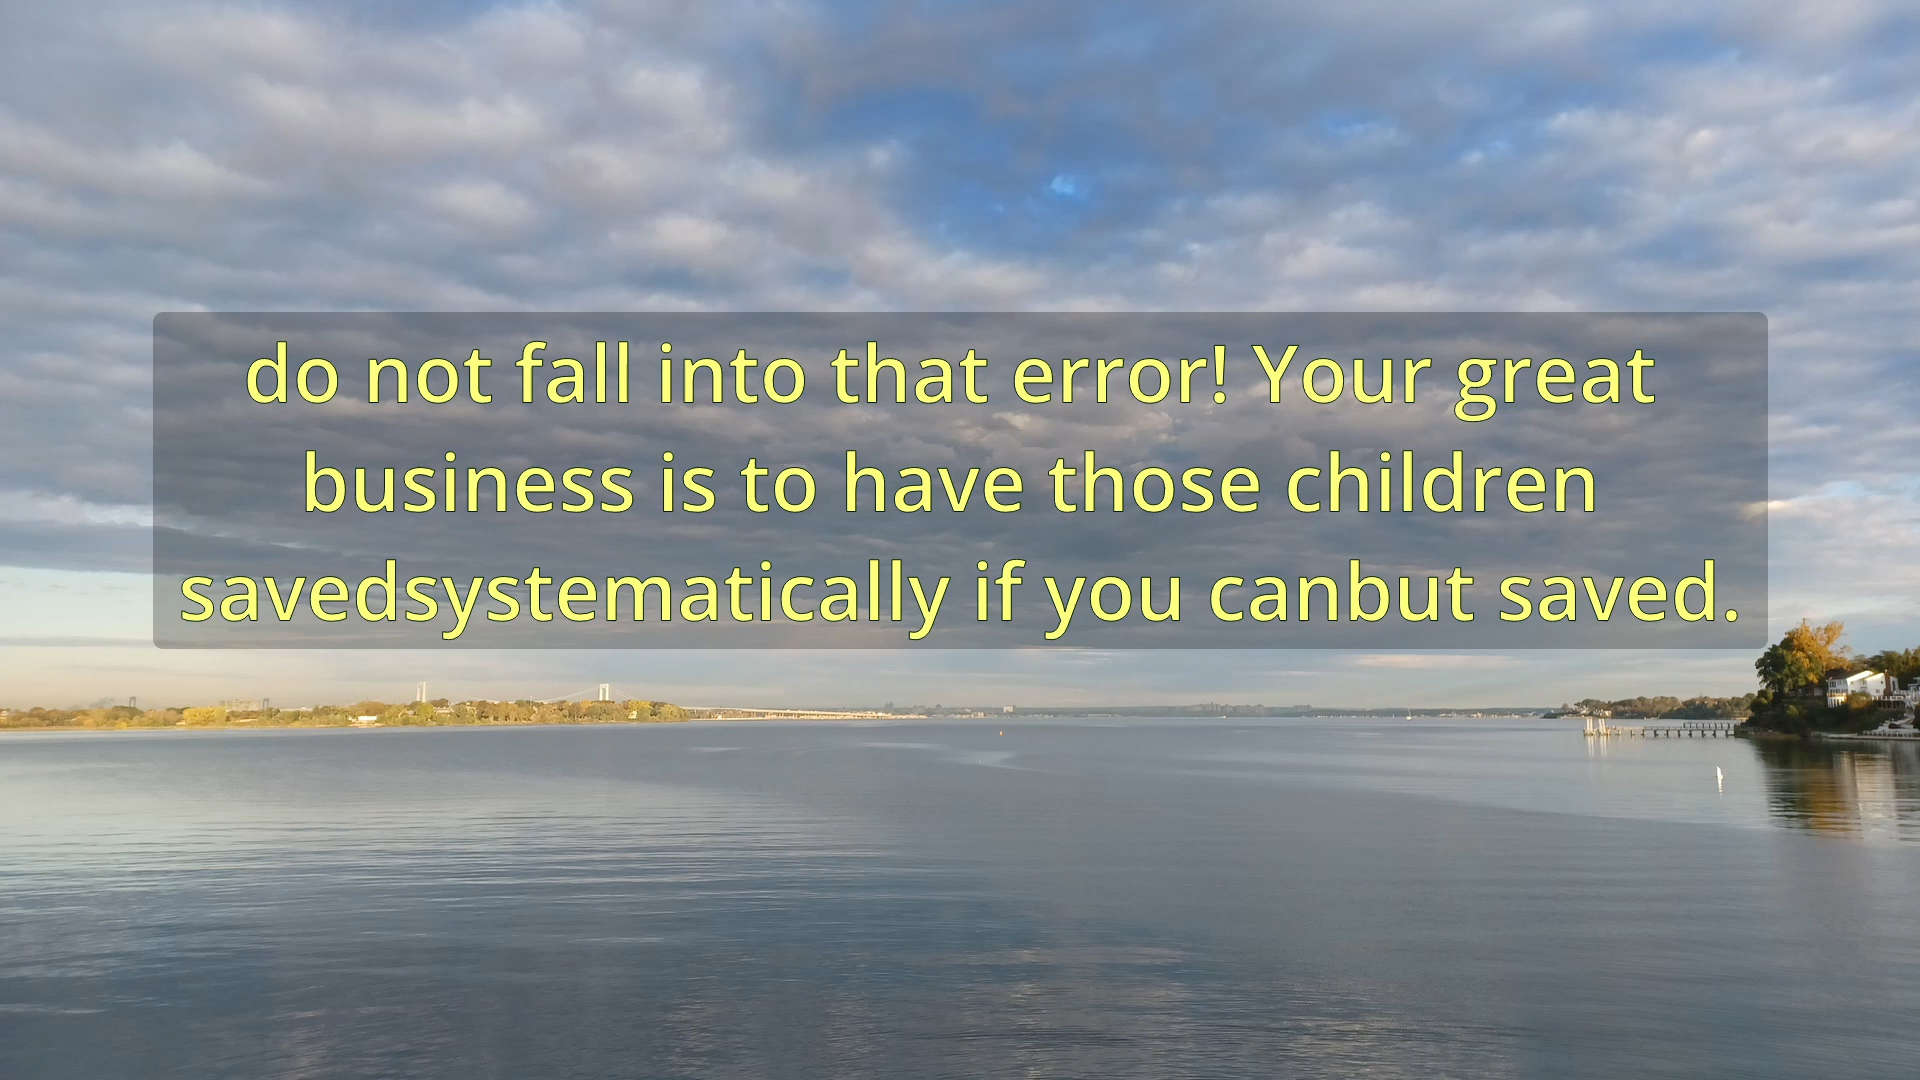 do not fall into that error! Your great
business is to have those children
savedsystematically if you canbut saved.